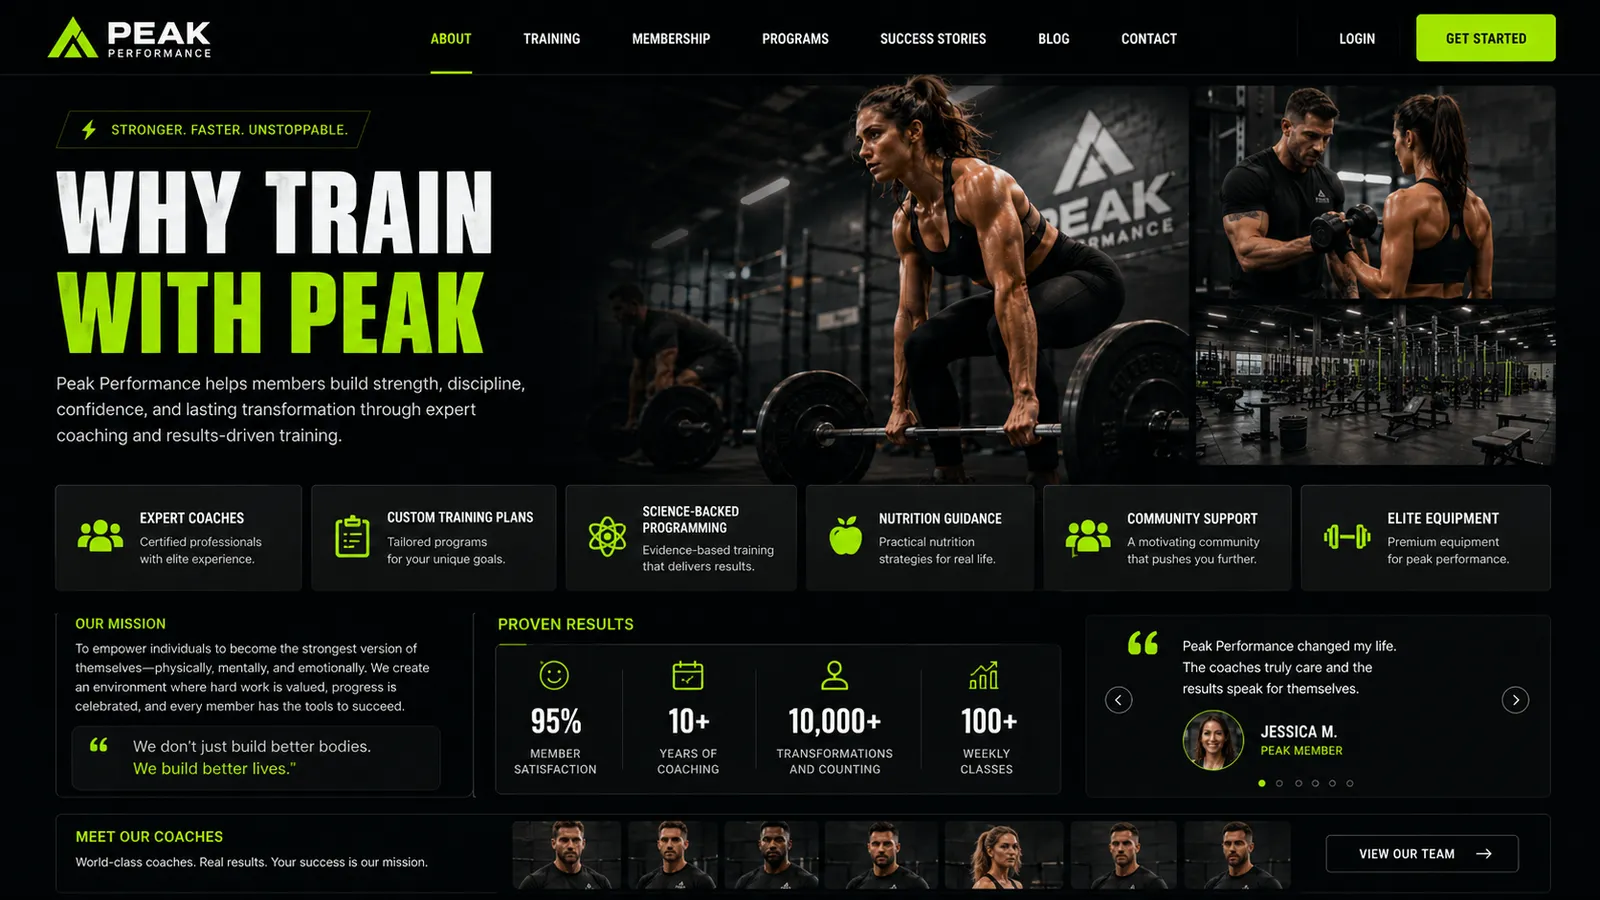 PEAK
PERFORMANCE
ABOUT
TRAINING
MEMBERSHIP
PROGRAMS
SUCCESS STORIES
BLOG
CONTACT
LOGIN
GET STARTED
STRONGER. FASTER. UNSTOPPABLE.
WHY TRAIN
WITH PEAK
Peak Performance helps members build strength, discipline,
confidence, and lasting transformation through expert
coaching and results-driven training.
PEAK
RMANCE
EXPERT COACHES
Certified professionals
with elite experience.
CUSTOM TRAINING PLANS
Tailored programs
for your unique goals.
SCIENCE-BACKED
PROGRAMMING
Evidence-based training
that delivers results.
NUTRITION GUIDANCE
Practical nutrition
strategies for real life.
COMMUNITY SUPPORT
A motivating community
that pushes you further.
ELITE EQUIPMENT
Premium equipment
for peak performance.
OUR MISSION
To empower individuals to become the strongest version of
themselves—physically, mentally, and emotionally. We create
an environment where hard work is valued, progress is
celebrated, and every member has the tools to succeed.
“ We don't just build better bodies.
We build better lives."
PROVEN RESULTS
95%
MEMBER
SATISFACTION
10+
YEARS OF
COACHING
10,000+
TRANSFORMATIONS
AND COUNTING
100+
WEEKLY
CLASSES
“ Peak Performance changed my life.
The coaches truly care and the
results speak for themselves.
JESSICA M.
PEAK MEMBER
MEET OUR COACHES
World-class coaches. Real results. Your success is our mission.
VIEW OUR TEAM →